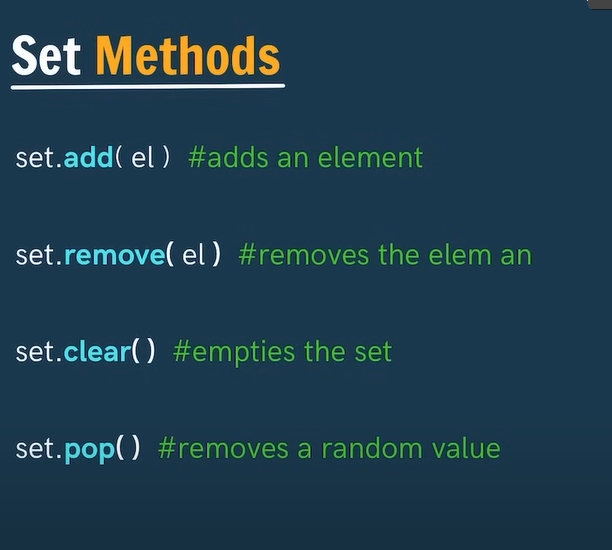 Set Methods
set.add( el ) #adds an element
set.remove( el ) #removes the elem an
set.clear( ) #empties the set
set.pop( ) #removes a random value